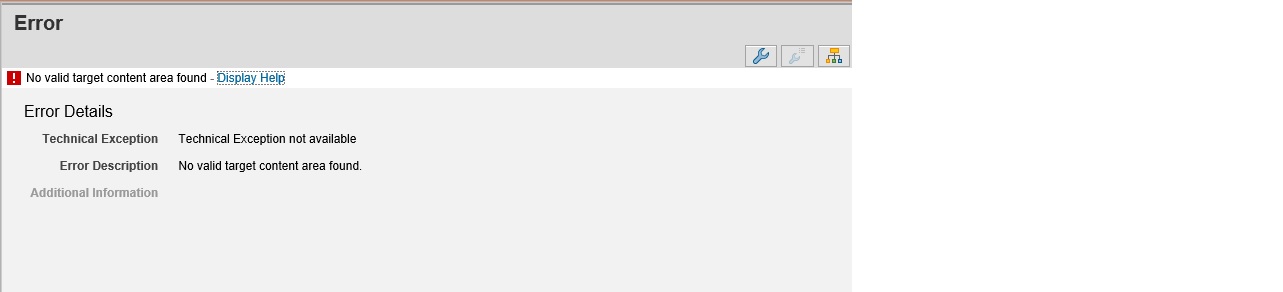 Error
No valid target content area found - Display Help
Error Details
Technical Exception Technical Exception not available
Error Description No valid target content area found.
Additional Information